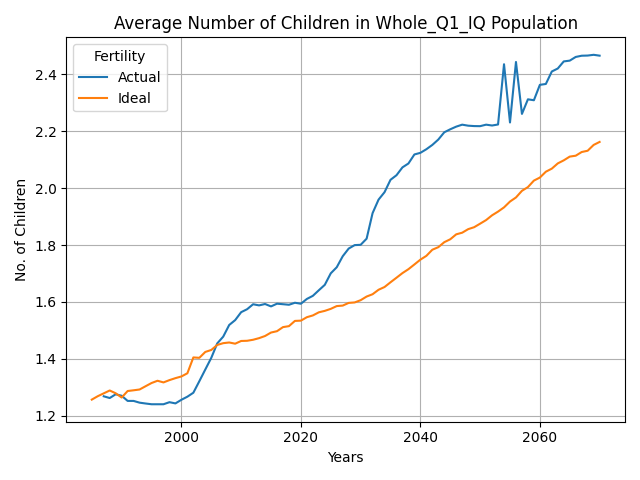 Average Number of Children in Whole_Q1_IQ Population
Fertility
Actual
Ideal
No. of Children
2.4
2.2
2.0
1.8
1.6
1.4
1.2
2000
2020
2040
2060
Years